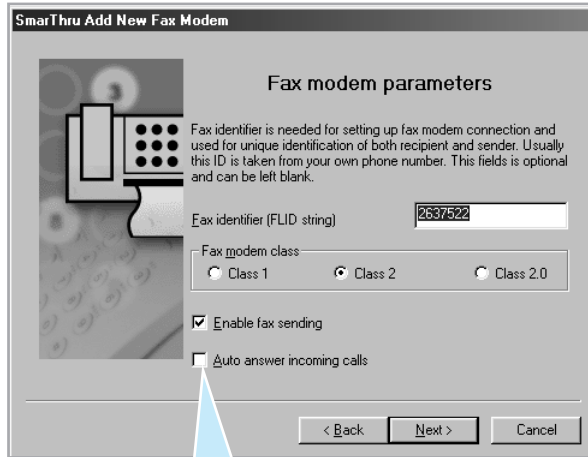 SmarThru Add New Fax Modem
Fax modem parameters
Fax identifier is needed for setting up fax modem connection and
used for unique identification of both recipient and sender. Usually
this ID is taken from your own phone number. This fields is optional
and can be left blank.
Fax identifier (FLID string)
2637522
Fax modem class
Class 1 Class 2 Class 2.0
Enable fax sending
Auto answer incoming calls
< Back Next > Cancel